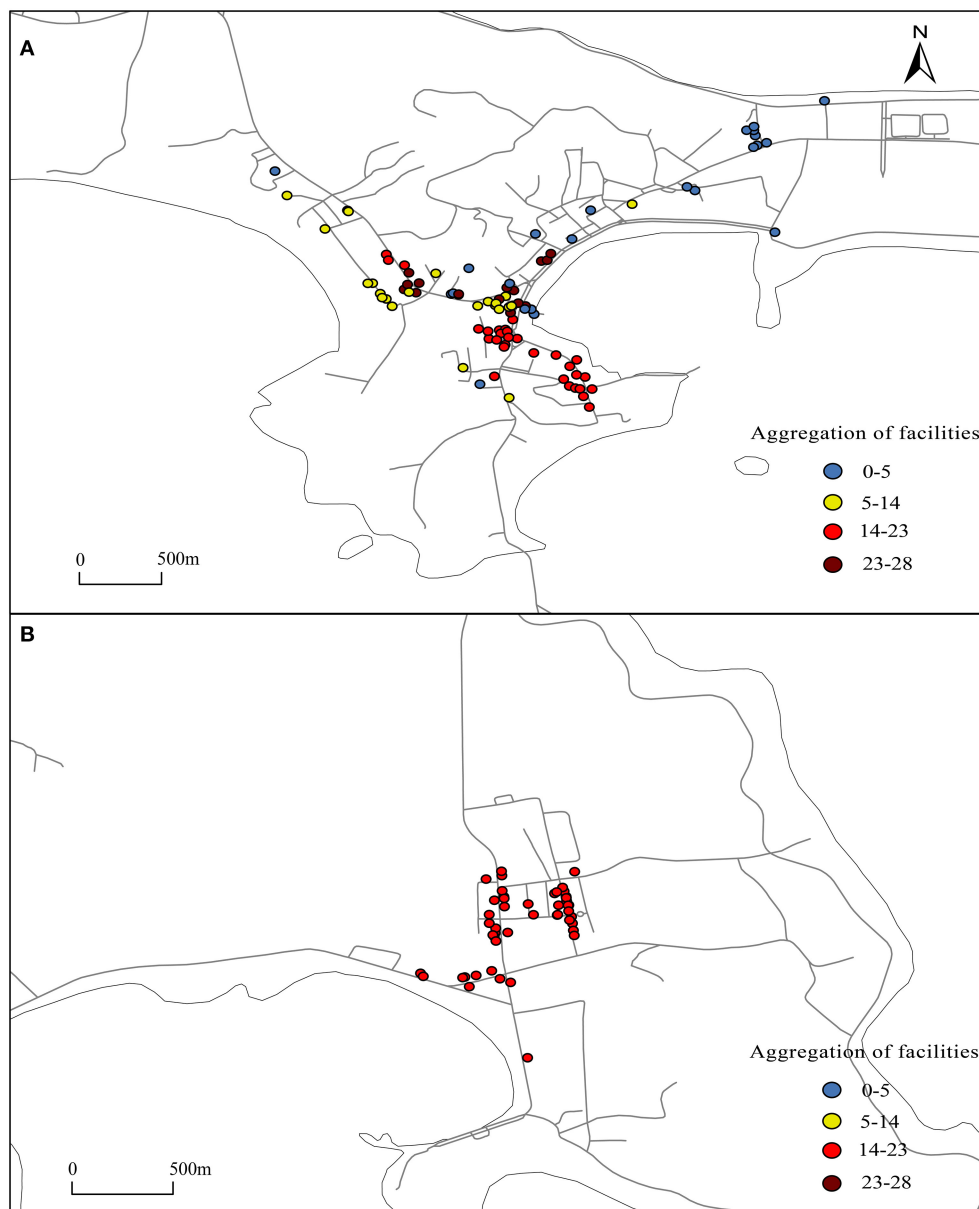 A
N
Aggregation of facilities
0-5
5-14
14-23
23-28
0 500m
B
Aggregation of facilities
0-5
5-14
14-23
23-28
0 500m